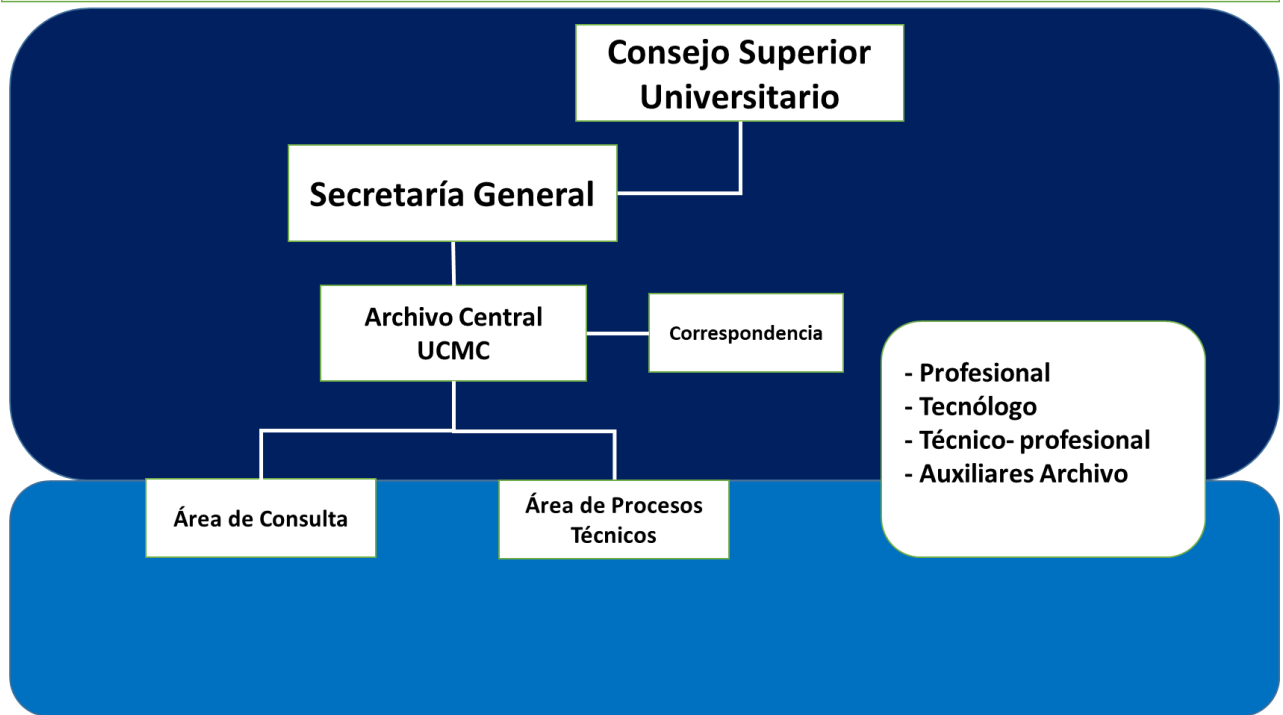 Consejo Superior
Universitario
Secretaría General
Archivo Central
UCMC
Correspondencia
- Profesional
- Tecnólogo
- Técnico- profesional
- Auxiliares Archivo
Área de Consulta
Área de Procesos
Técnicos